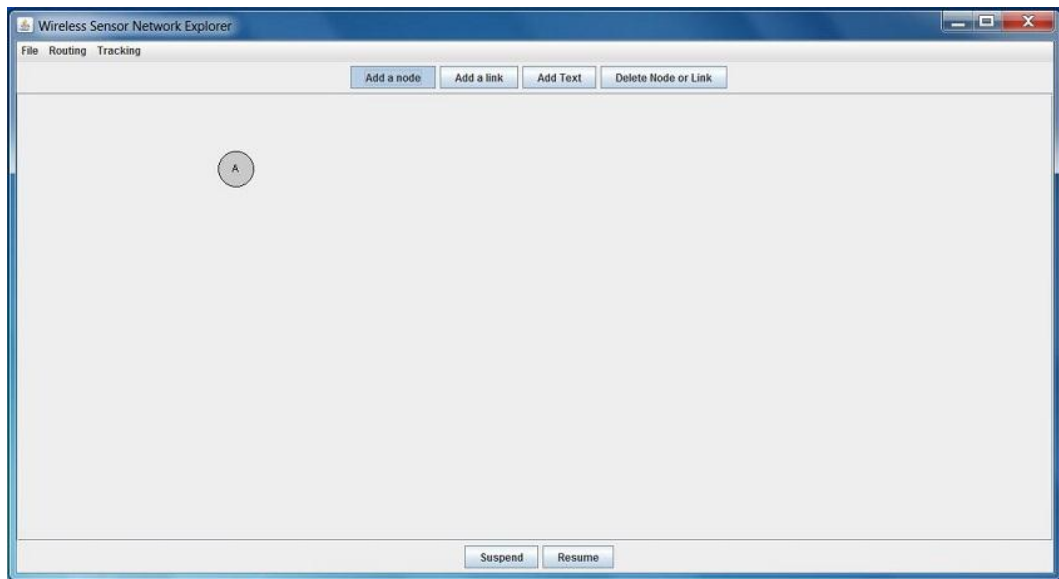 Wireless Sensor Network Explorer
File Routing Tracking
Add a node Add a link Add Text Delete Node or Link
A
Suspend Resume